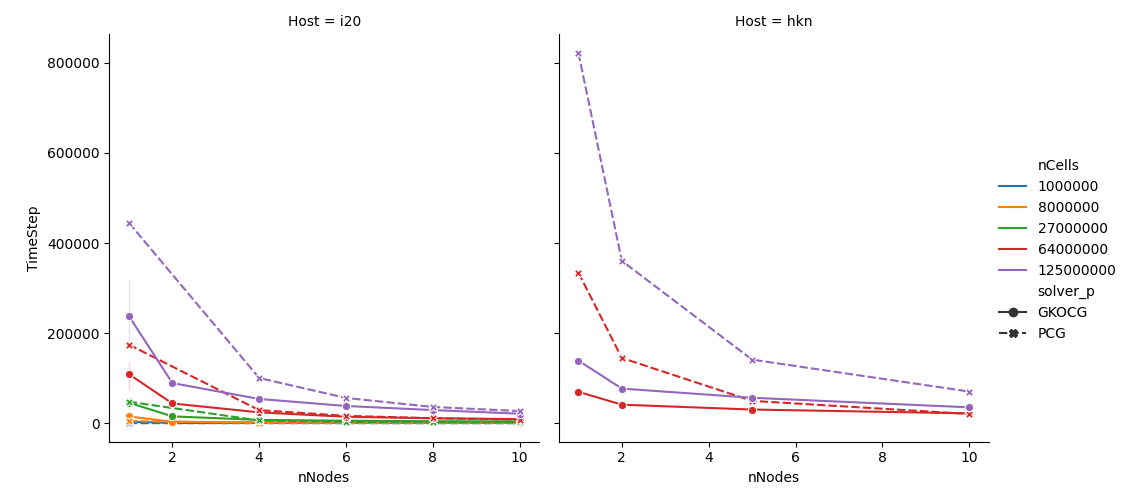 Host = i20
Host = hkn
TimeStep
800000
600000
400000
200000
0
2
4
6
8
10
nNodes
2
4
6
8
10
nNodes
nCells
1000000
8000000
27000000
64000000
125000000
solver_p
GKOCG
PCG